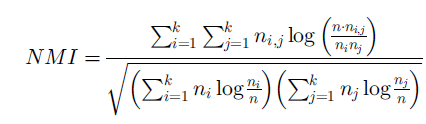 NMI = \frac{\sum_{i=1}^{k} \sum_{j=1}^{k} n_{i,j} \log \left( \frac{n \cdot n_{i,j}}{n_i n_j} \right)}{\sqrt{\left( \sum_{i=1}^{k} n_i \log \frac{n_i}{n} \right) \left( \sum_{j=1}^{k} n_j \log \frac{n_j}{n} \right)}}